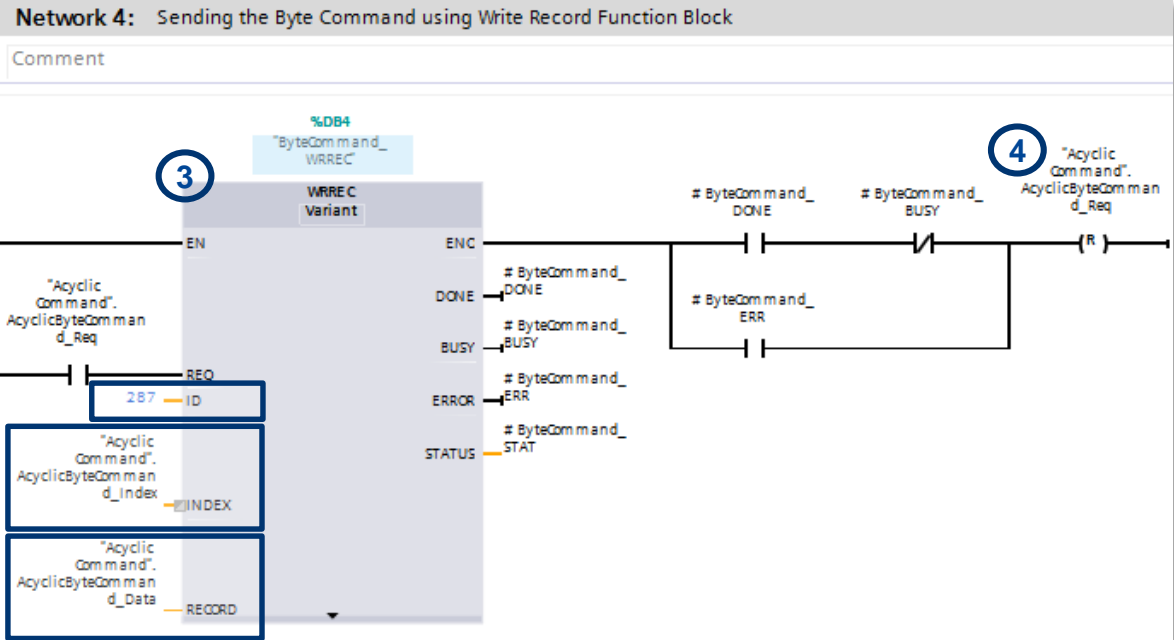 Network 4: Sending the Byte Command using Write Record Function Block
Comment
%DB4
"ByteCommand_
WRREC"
3
WRREC
Variant
EN
ENC
"Acyclic
Command".
AcyclicByteComman
d_Req
REQ
287
ID
"Acyclic
Command".
AcyclicByteComman
d_Index
INDEX
"Acyclic
Command".
AcyclicByteComman
d_Data
RECORD
DONE
# ByteCommand_
DONE
BUSY
# ByteCommand_
BUSY
ERROR
# ByteCommand_
ERR
STATUS
# ByteCommand_
STAT
# ByteCommand_
DONE
# ByteCommand_
BUSY
# ByteCommand_
ERR
4
"Acyclic
Command".
AcyclicByteComman
d_Req
R